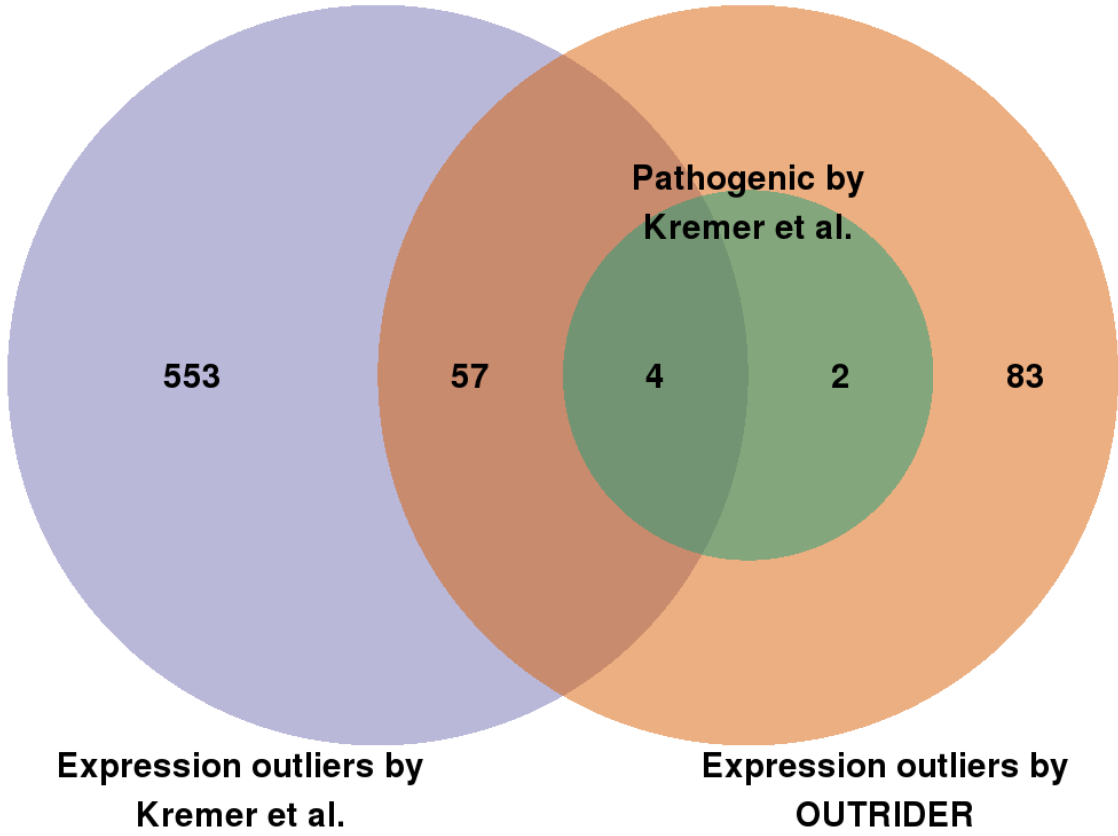 Pathogenic by
Kremer et al.
553 57 4 2 83
Expression outliers by
Kremer et al.
Expression outliers by
OUTRIDER